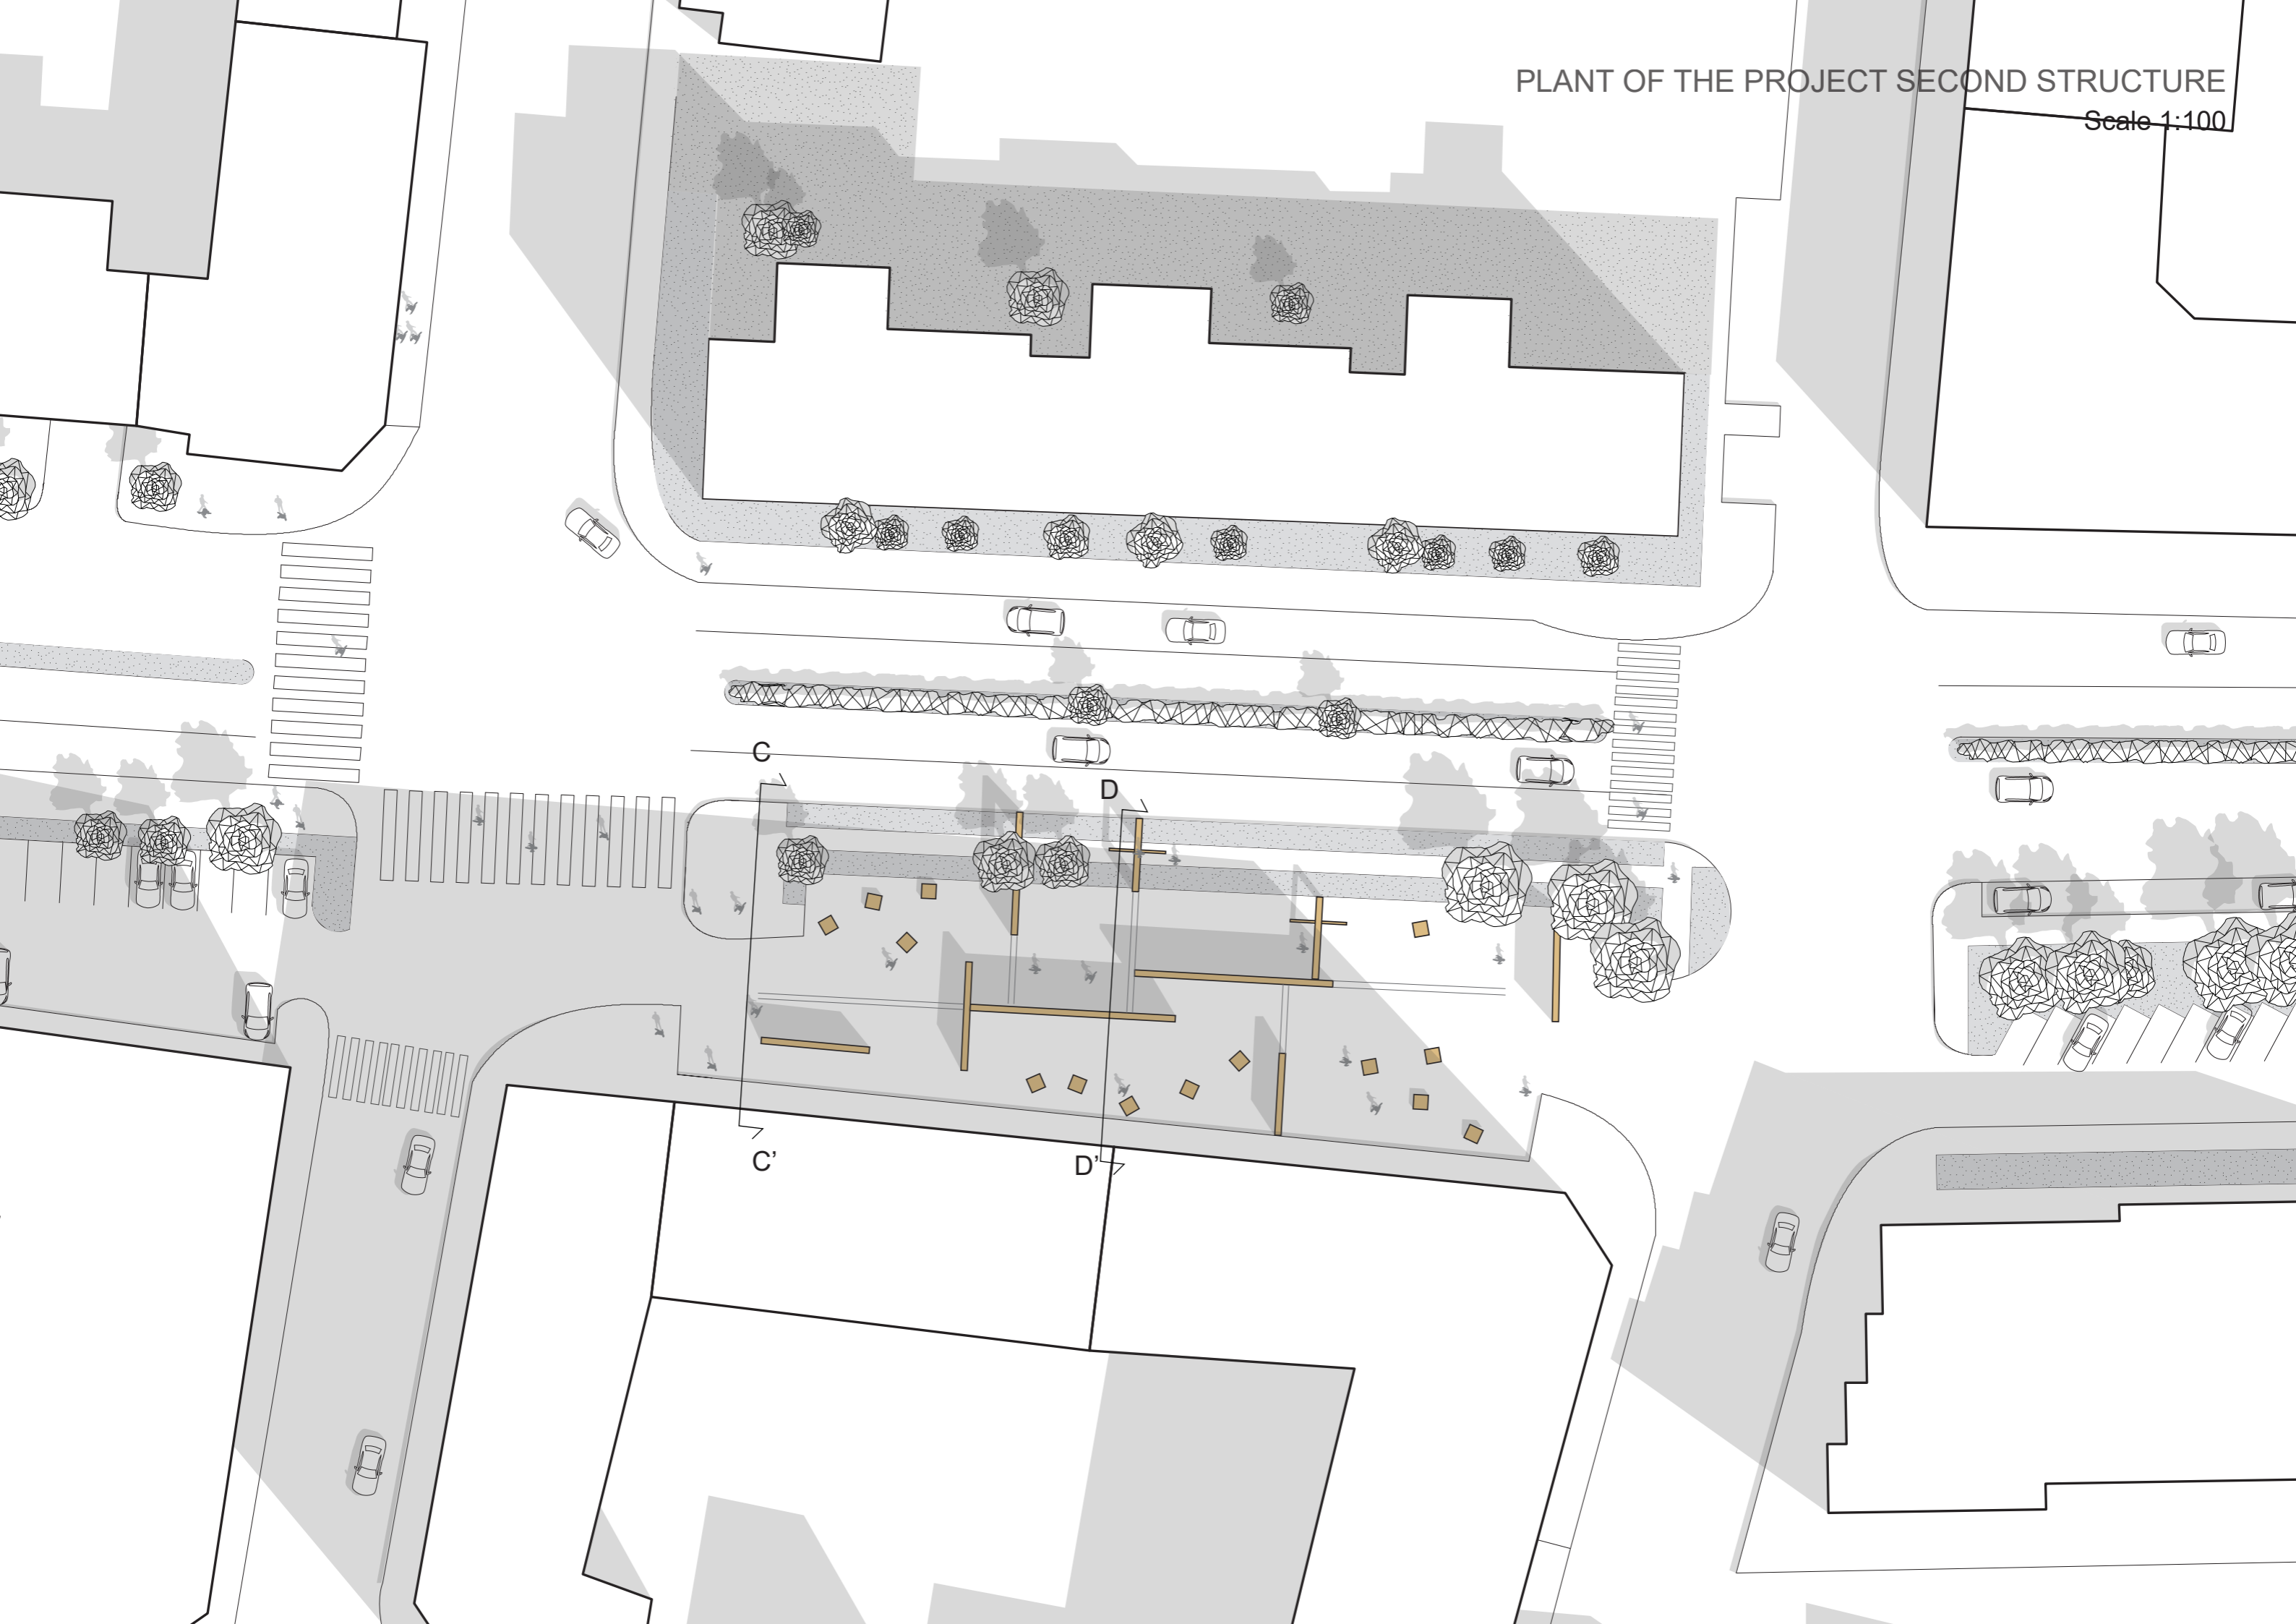 PLANT OF THE PROJECT SECOND STRUCTURE
Scale 1:100
C
D
C’
D’